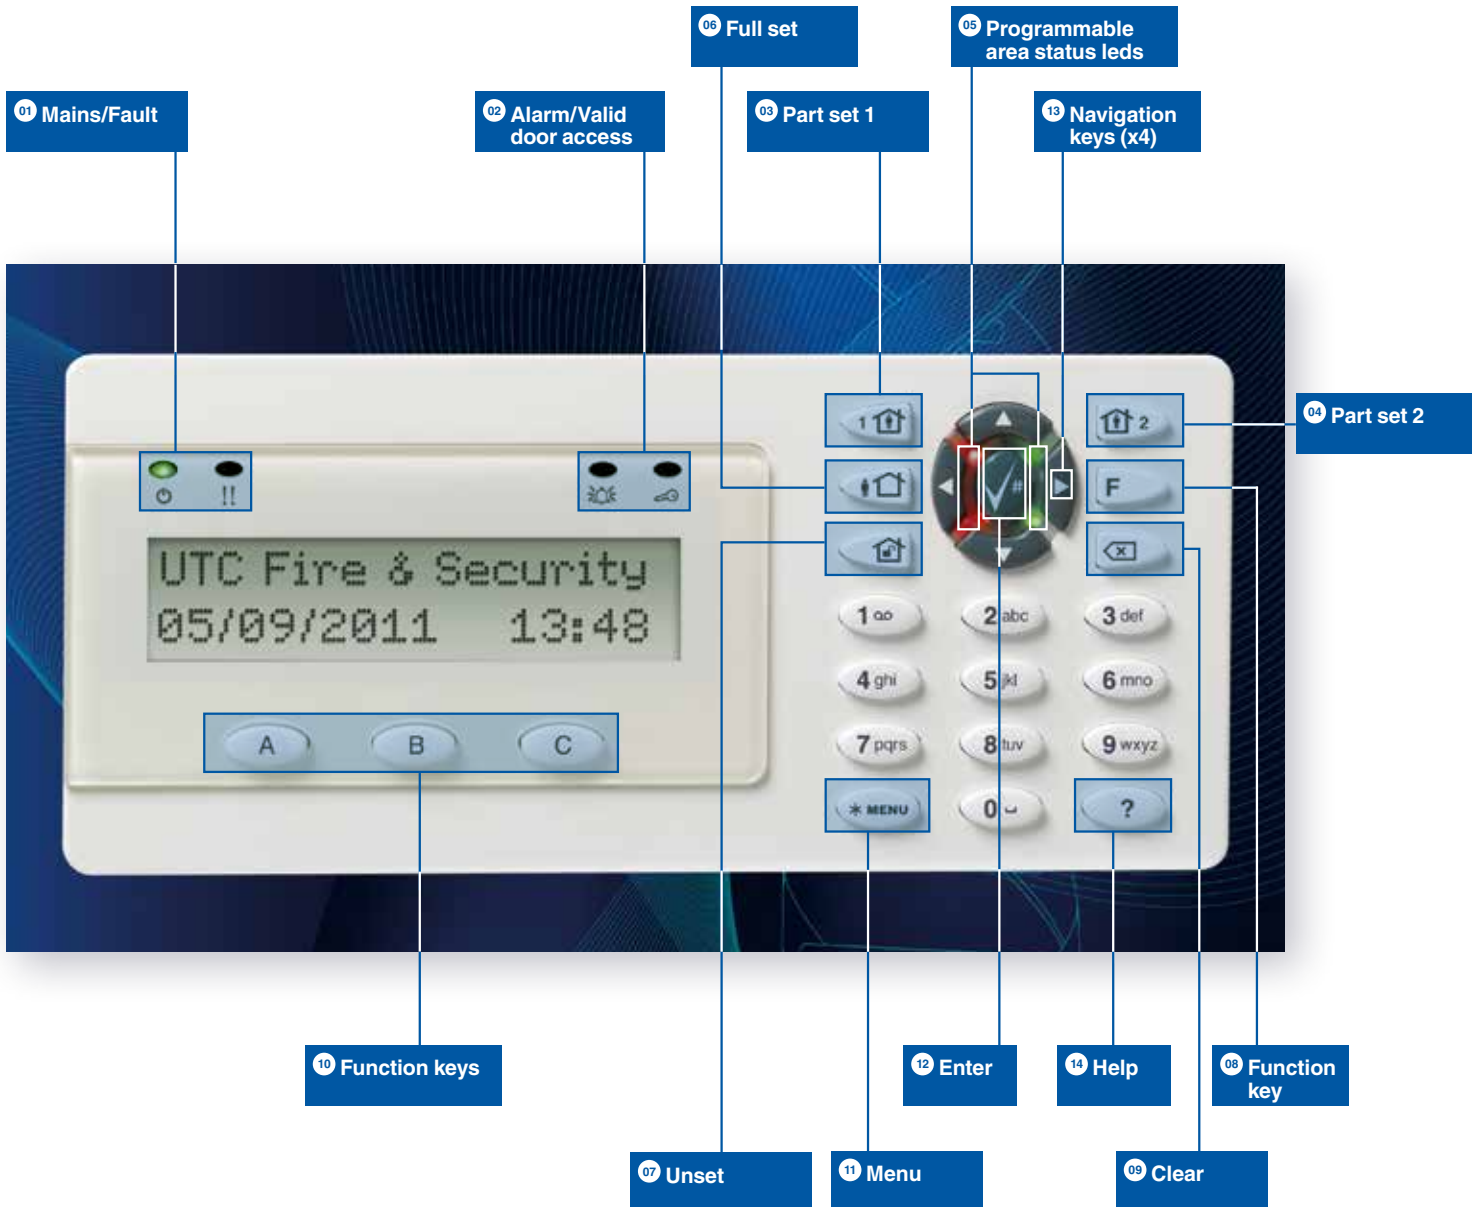 06 Full set
05 Programmable
area status leds
01 Mains/Fault
02 Alarm/Valid
door access
03 Part set 1
13 Navigation
keys (x4)
04 Part set 2
1
2
#
F
!!
UTC Fire & Security
05/09/2011 13:48
1
2 abc
3 def
4 ghi
5 jkl
6 mno
A
B
C
7 pqrs
8 tuv
9 wxyz
* MENU
0
?
10 Function keys
12 Enter
14 Help
08 Function
key
07 Unset
11 Menu
09 Clear